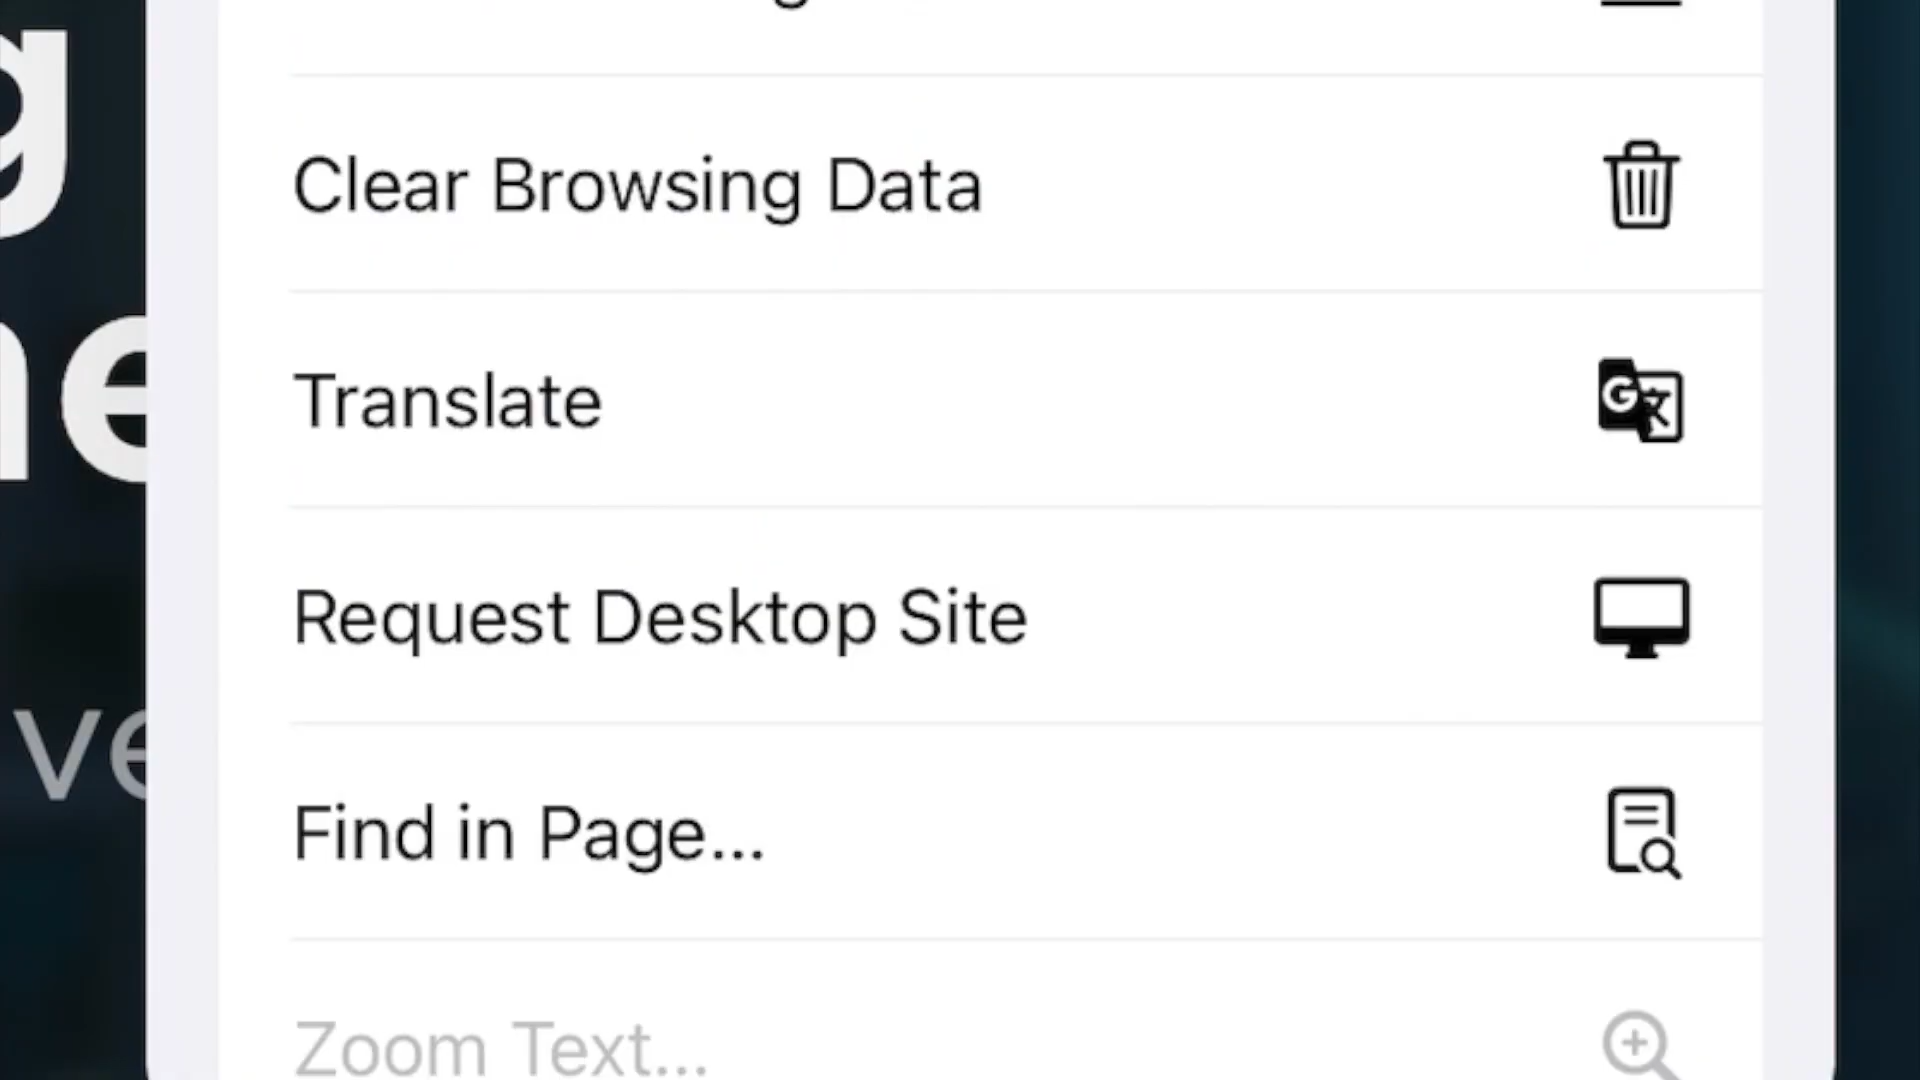 Clear Browsing Data
Translate
Request Desktop Site
Find in Page...
Zoom Text...